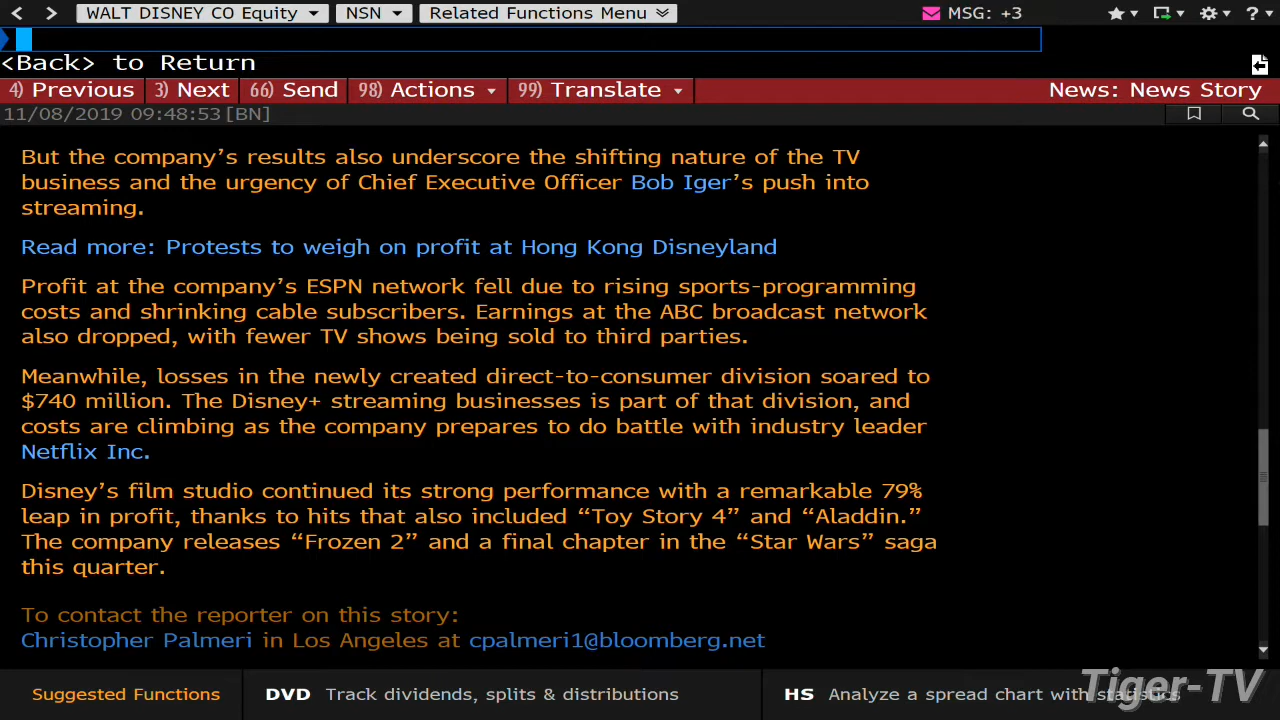 WALT DISNEY CO Equity NSN Related Functions Menu MSG: +3
<Back> to Return
4) Previous 3) Next 66) Send 98) Actions 99) Translate News: News Story
11/08/2019 09:48:53 [BN]
But the company’s results also underscore the shifting nature of the TV
business and the urgency of Chief Executive Officer Bob Iger’s push into
streaming.
Read more: Protests to weigh on profit at Hong Kong Disneyland
Profit at the company’s ESPN network fell due to rising sports-programming
costs and shrinking cable subscribers. Earnings at the ABC broadcast network
also dropped, with fewer TV shows being sold to third parties.
Meanwhile, losses in the newly created direct-to-consumer division soared to
$740 million. The Disney+ streaming businesses is part of that division, and
costs are climbing as the company prepares to do battle with industry leader
Netflix Inc.
Disney’s film studio continued its strong performance with a remarkable 79%
leap in profit, thanks to hits that also included “Toy Story 4” and “Aladdin.”
The company releases “Frozen 2” and a final chapter in the “Star Wars” saga
this quarter.
To contact the reporter on this story:
Christopher Palmeri in Los Angeles at cpalmeri1@bloomberg.net
Suggested Functions DVD Track dividends, splits & distributions HS Analyze a spread chart with statistics
Tiger-TV